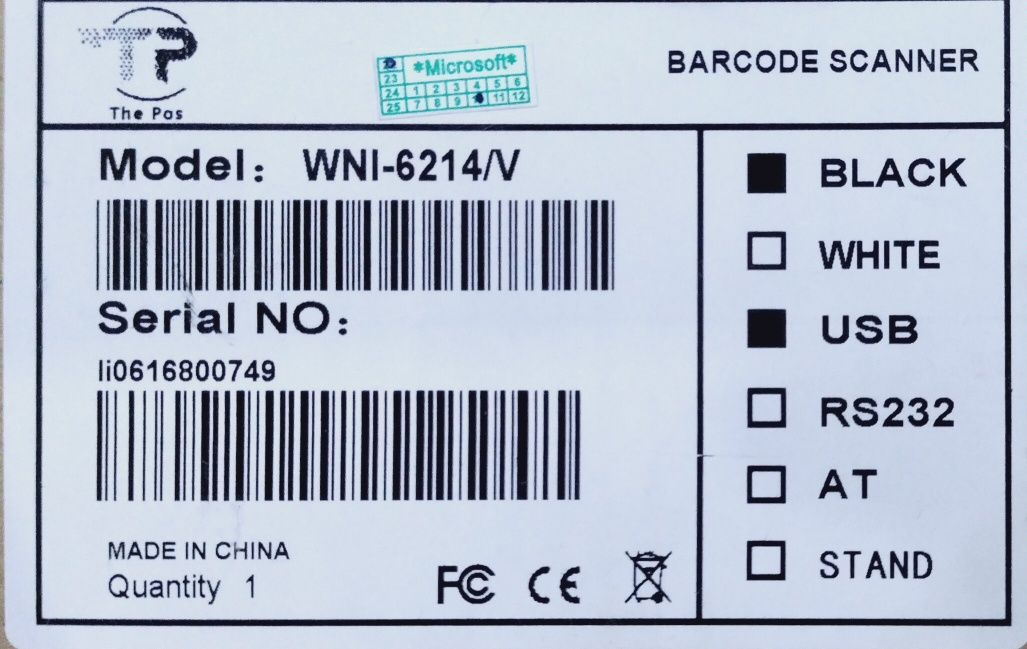 TP
The Pos
*Microsoft*
23
24 1 2 3 4 5 6
25 7 8 9 11 12
BARCODE SCANNER
Model: WNI-6214/V
Serial NO:
li0616800749
MADE IN CHINA
Quantity 1
FC CE
BLACK
WHITE
USB
RS232
AT
STAND